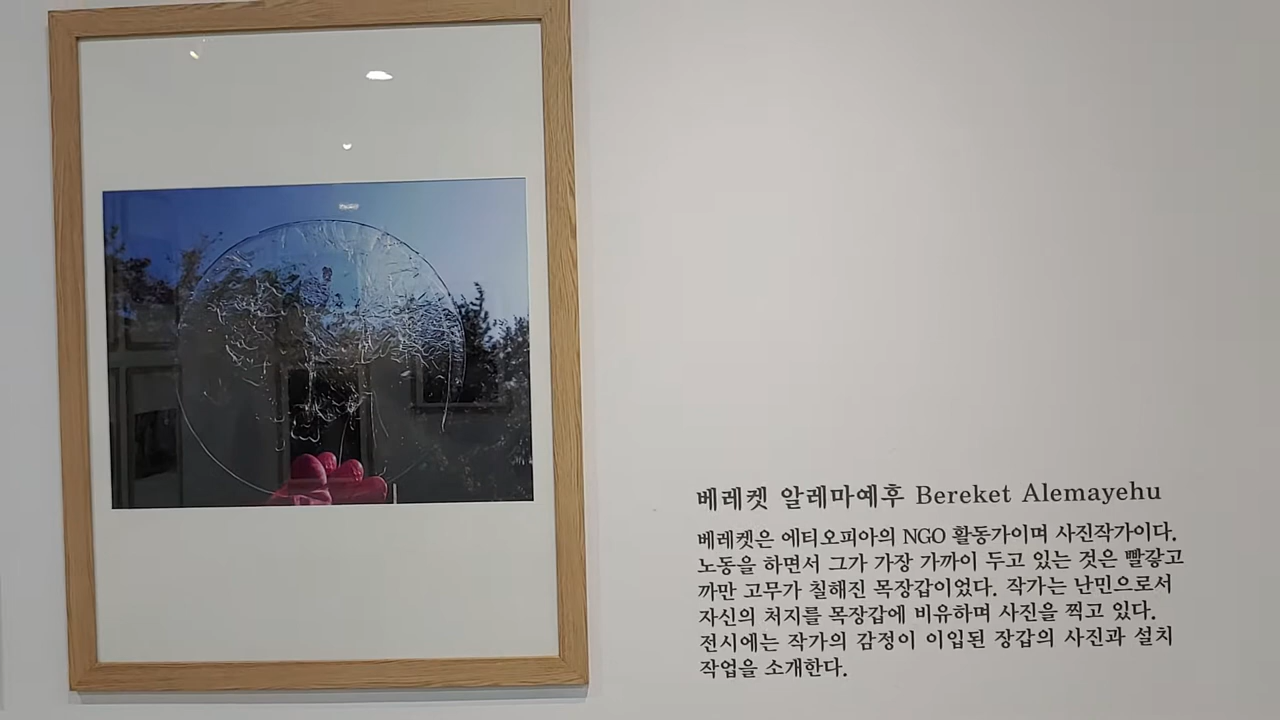 베레켓 알레마예후 Bereket Alemayehu
베레켓은 에티오피아의 NGO 활동가이며 사진작가이다.
노동을 하면서 그가 가장 가까이 두고 있는 것은 빨갛고
까만 고무가 칠해진 목장갑이었다. 작가는 난민으로서
자신의 처지를 목장갑에 비유하며 사진을 찍고 있다.
전시에는 작가의 감정이 이입된 장갑의 사진과 설치
작업을 소개한다.